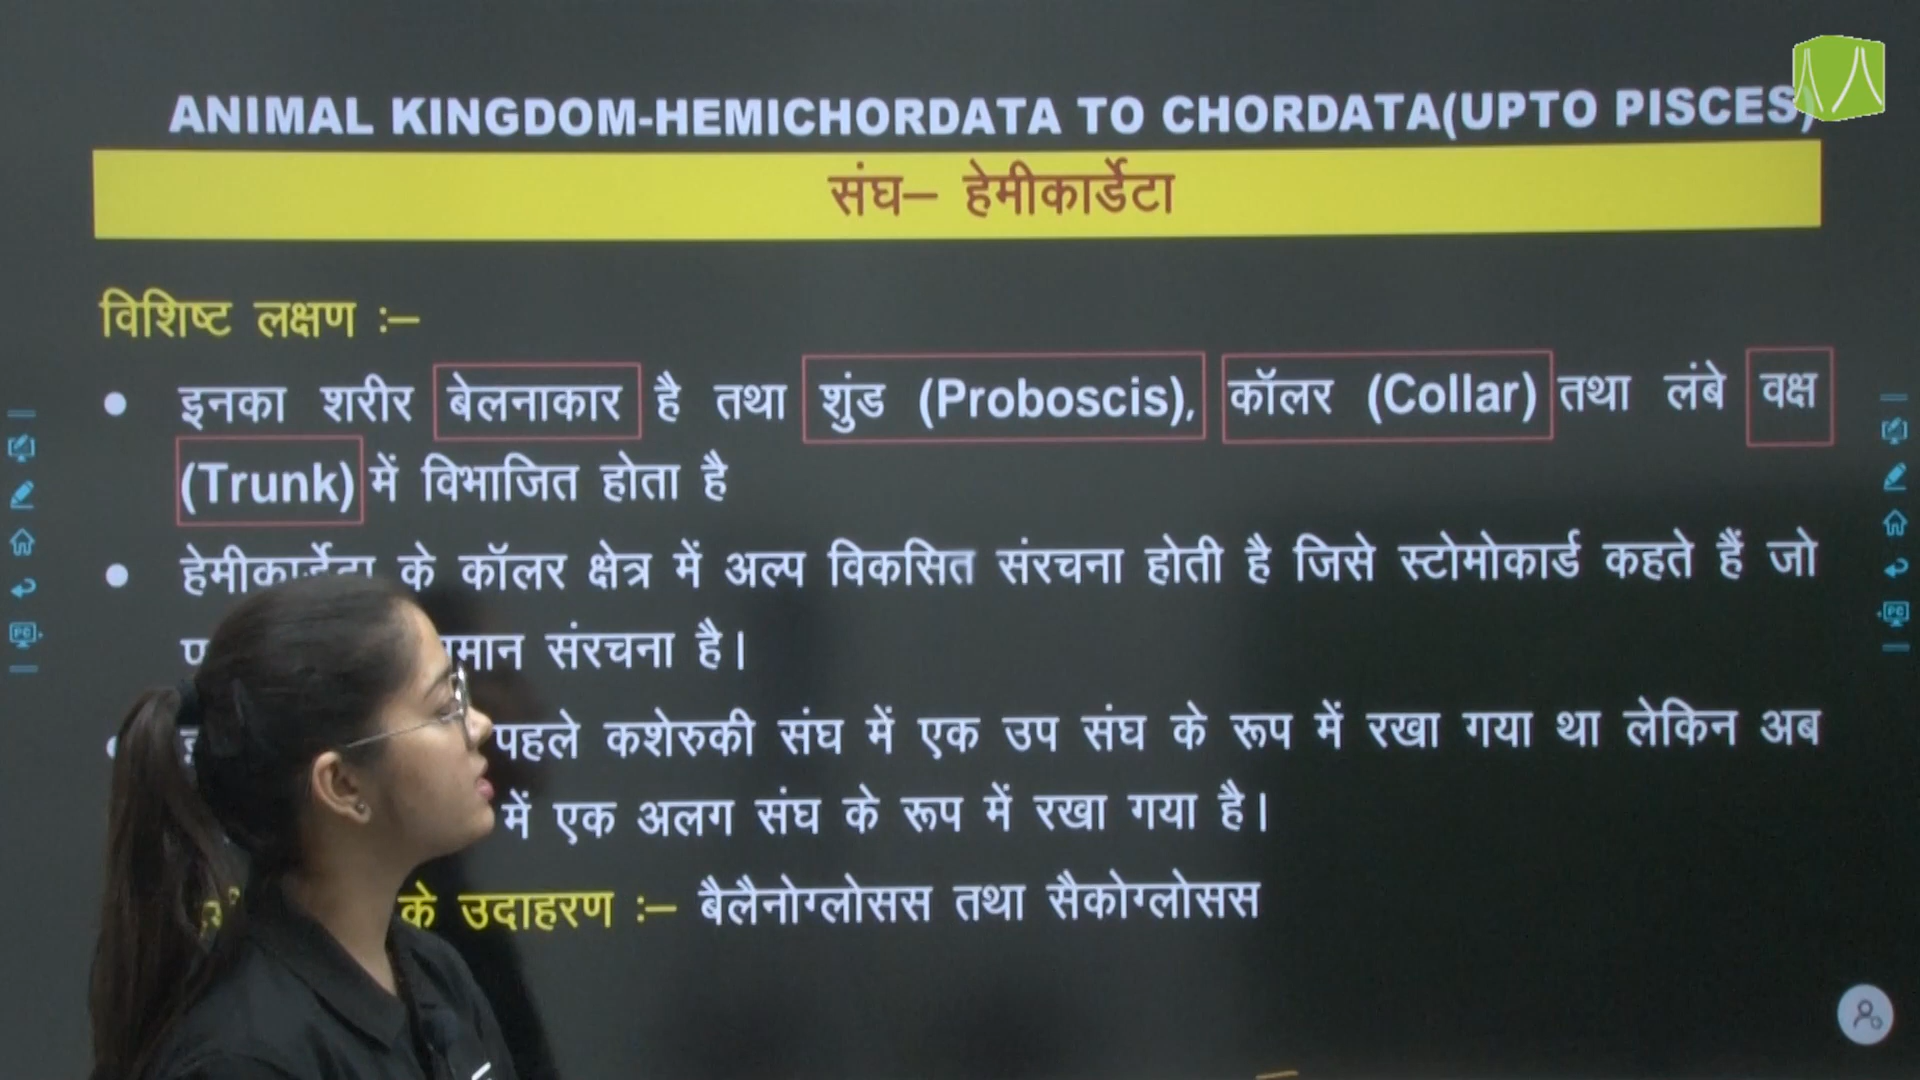 ANIMAL KINGDOM-HEMICHORDATA TO CHORDATA(UPTO PISCES)
संघ– हेमीकार्डेटा
विशिष्ट लक्षण :–
इनका शरीर बेलनाकार है तथा शुंड (Proboscis), कॉलर (Collar) तथा लंबे वक्ष
(Trunk) में विभाजित होता है
हेमीकार्डेटा के कॉलर क्षेत्र में अल्प विकसित संरचना होती है जिसे स्टोमोकार्ड कहते हैं जो
संरचना है।
पहले कशेरुकी संघ में एक उप संघ के रूप में रखा गया था लेकिन अब
में एक अलग संघ के रूप में रखा गया है।
के उदाहरण :– बैलैनोग्लोसस तथा सैकोग्लोसस